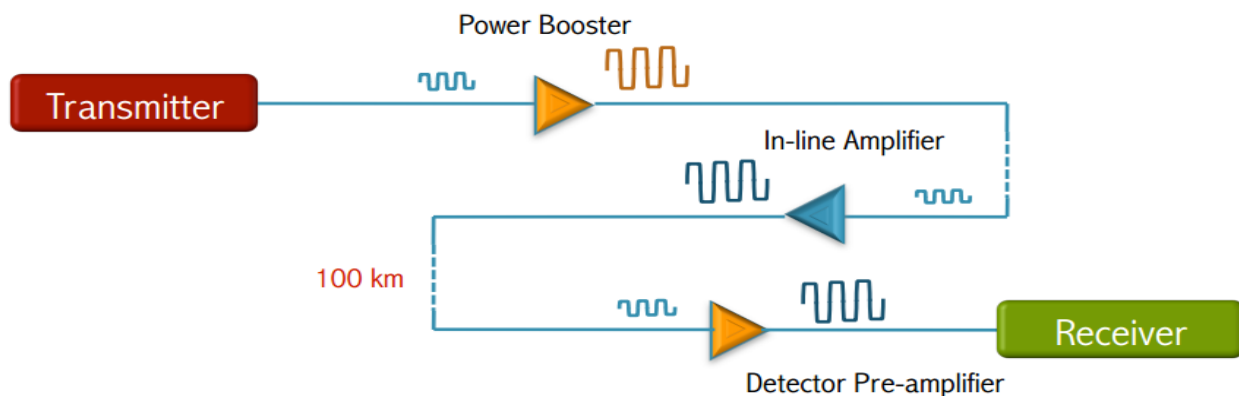 Power Booster
Transmitter
In-line Amplifier
100 km
Receiver
Detector Pre-amplifier